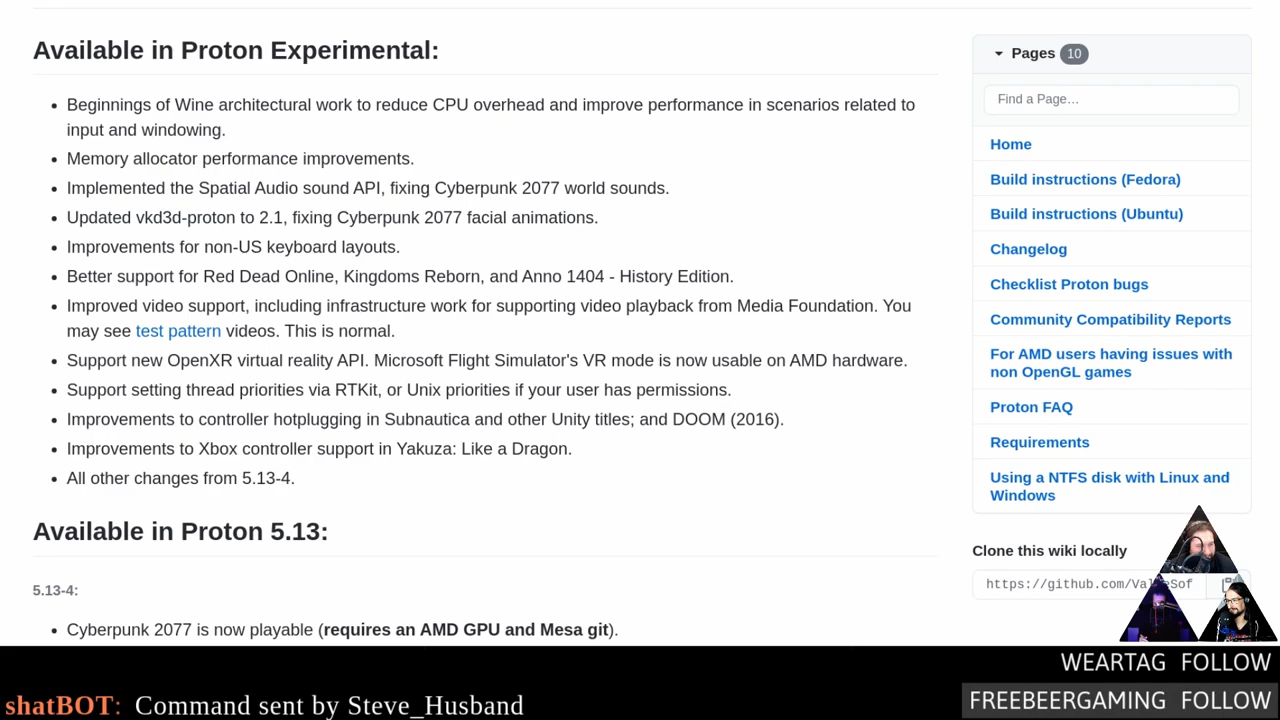 Available in Proton Experimental:
Beginnings of Wine architectural work to reduce CPU overhead and improve performance in scenarios related to
input and windowing.
Memory allocator performance improvements.
Implemented the Spatial Audio sound API, fixing Cyberpunk 2077 world sounds.
Updated vkd3d-proton to 2.1, fixing Cyberpunk 2077 facial animations.
Improvements for non-US keyboard layouts.
Better support for Red Dead Online, Kingdoms Reborn, and Anno 1404 - History Edition.
Improved video support, including infrastructure work for supporting video playback from Media Foundation. You
may see test pattern videos. This is normal.
Support new OpenXR virtual reality API. Microsoft Flight Simulator's VR mode is now usable on AMD hardware.
Support setting thread priorities via RTKit, or Unix priorities if your user has permissions.
Improvements to controller hotplugging in Subnautica and other Unity titles; and DOOM (2016).
Improvements to Xbox controller support in Yakuza: Like a Dragon.
All other changes from 5.13-4.
Available in Proton 5.13:
5.13-4:
Cyberpunk 2077 is now playable (requires an AMD GPU and Mesa git).
Pages 10
Find a Page…
Home
Build instructions (Fedora)
Build instructions (Ubuntu)
Changelog
Checklist Proton bugs
Community Compatibility Reports
For AMD users having issues with
non OpenGL games
Proton FAQ
Requirements
Using a NTFS disk with Linux and
Windows
Clone this wiki locally
WEARTAG FOLLOW
FREEBEERGAMING FOLLOW
shatBOT: Command sent by Steve_Husband